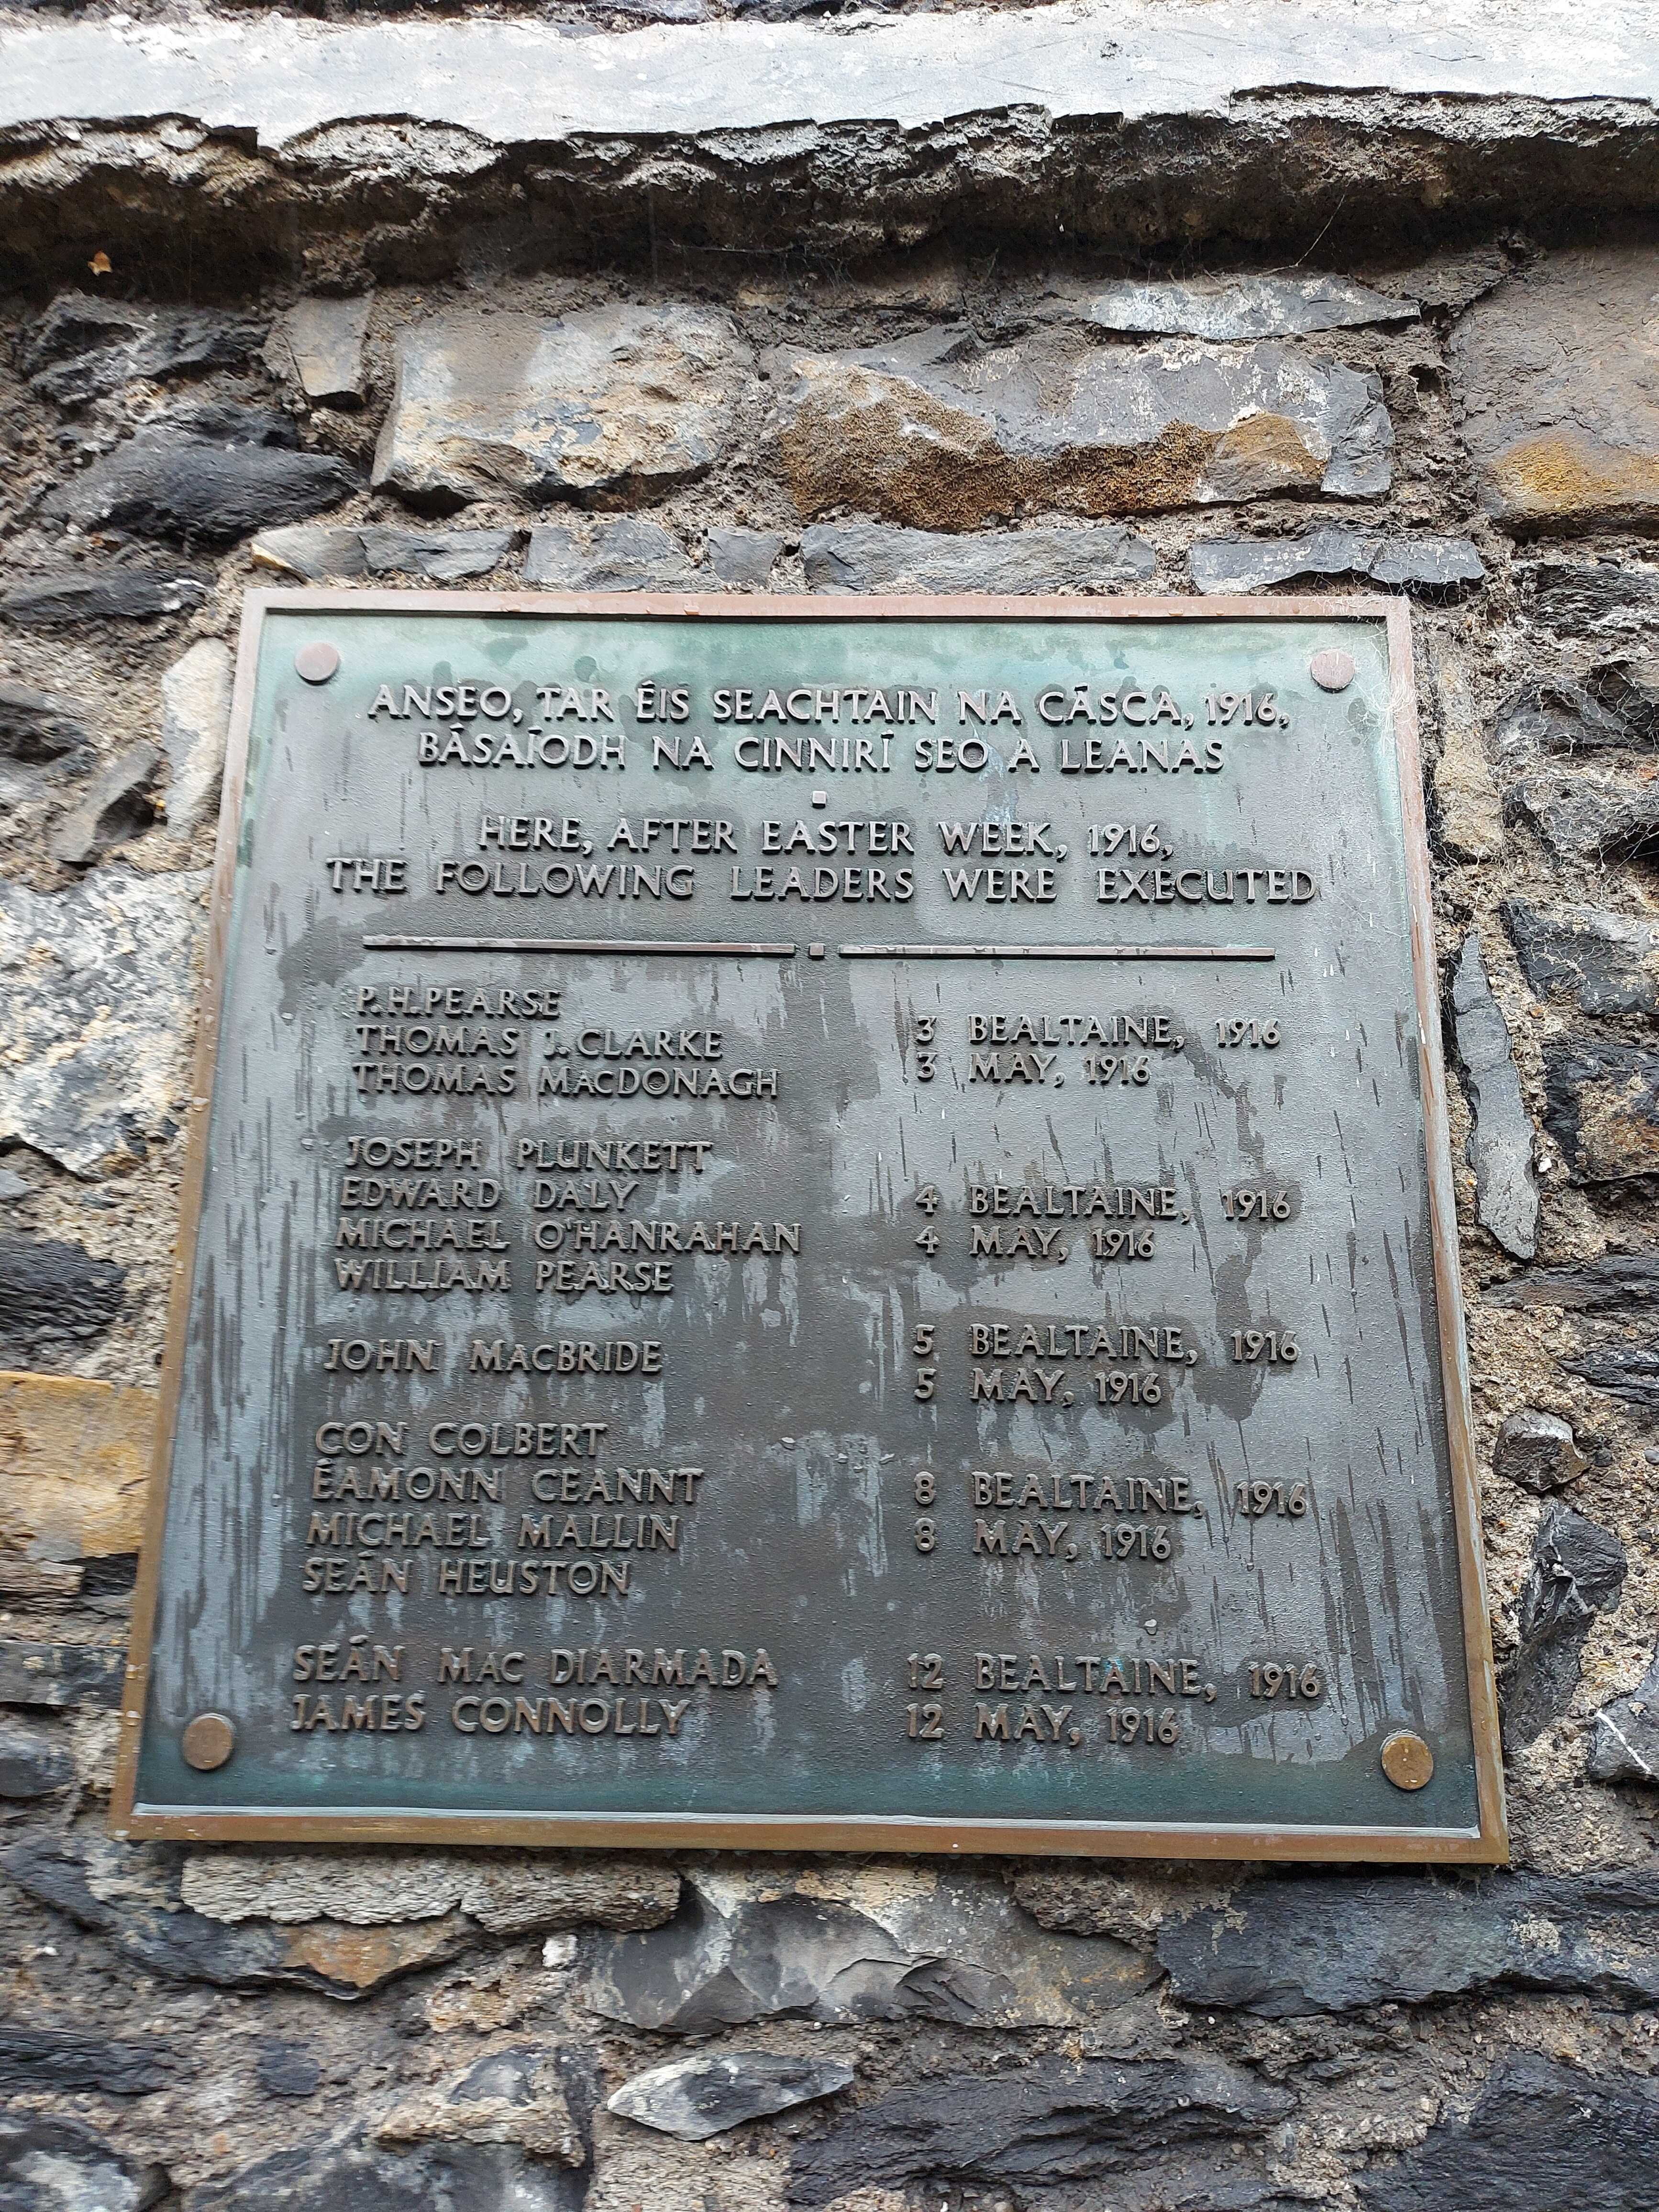 ANSEO, TAR ÉIS SEACHTAIN NA CÁSCA, 1916,
BÁSAÍODH NA CINNIRÍ SEO A LEANAS
HERE, AFTER EASTER WEEK, 1916,
THE FOLLOWING LEADERS WERE EXECUTED
P.H.PEARSE
THOMAS J. CLARKE
THOMAS MACDONAGH
3 BEALTAINE, 1916
3 MAY, 1916
JOSEPH PLUNKETT
EDWARD DALY
MICHAEL O'HANRAHAN
WILLIAM PEARSE
4 BEALTAINE, 1916
4 MAY, 1916
JOHN MACBRIDE
5 BEALTAINE, 1916
5 MAY, 1916
CON COLBERT
ÉAMONN CEANNT
MICHAEL MALLIN
SEÁN HEUSTON
8 BEALTAINE, 1916
8 MAY, 1916
SEÁN MAC DIARMADA
JAMES CONNOLLY
12 BEALTAINE, 1916
12 MAY, 1916